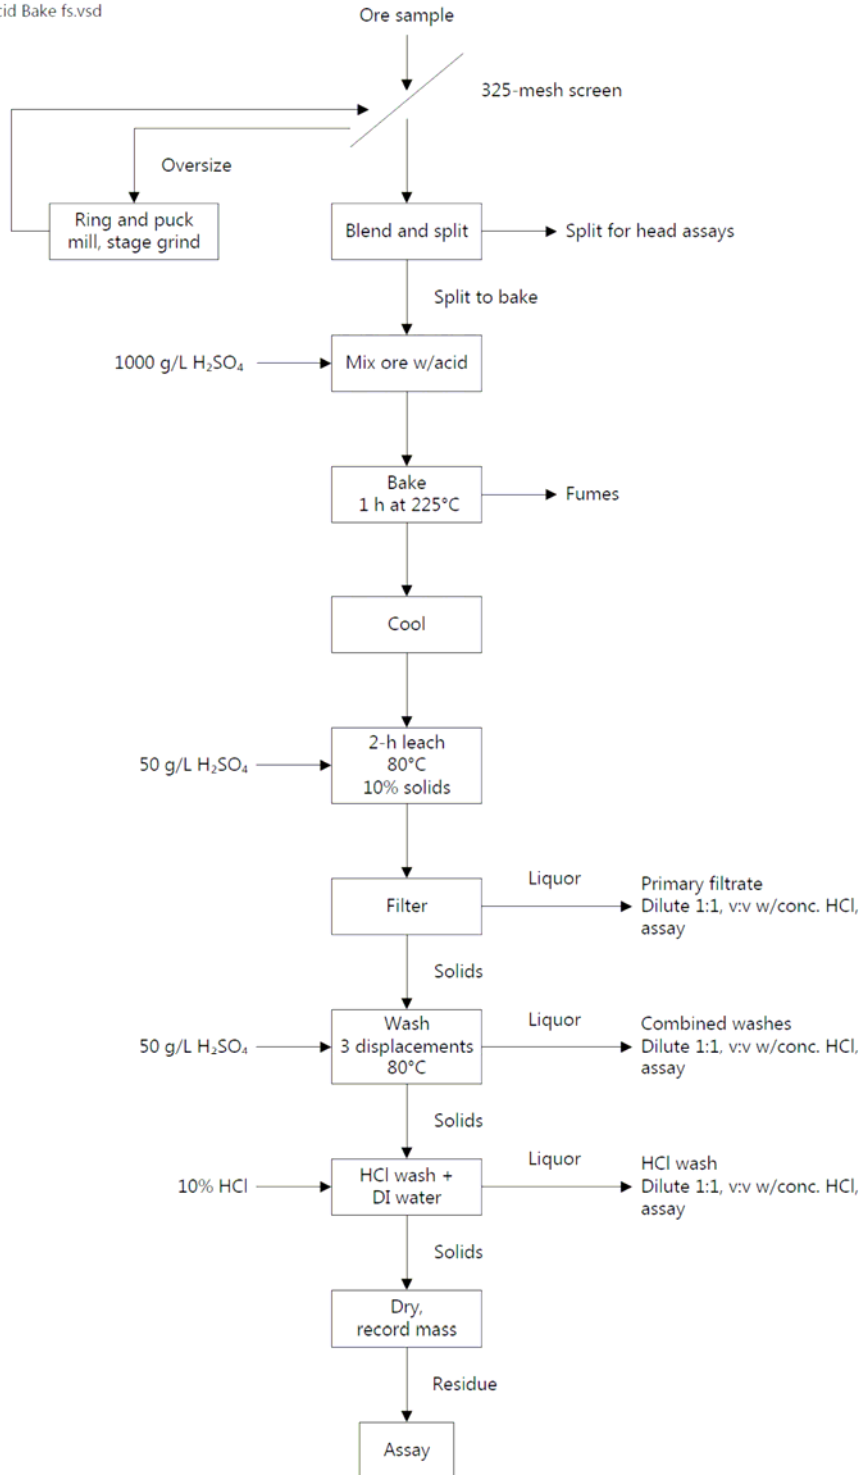 Bake fs.vsd
Ore sample
325-mesh screen
Oversize
Ring and puck
mill, stage grind
Blend and split
Split for head assays
Split to bake
1000 g/L H₂SO₄
Mix ore w/acid
Bake
1 h at 225°C
Fumes
Cool
50 g/L H₂SO₄
2-h leach
80°C
10% solids
Filter
Liquor
Primary filtrate
Dilute 1:1, v:v w/conc. HCl,
assay
Solids
50 g/L H₂SO₄
Wash
3 displacements
80°C
Liquor
Combined washes
Dilute 1:1, v:v w/conc. HCl,
assay
Solids
10% HCl
HCl wash +
DI water
Liquor
HCl wash
Dilute 1:1, v:v w/conc. HCl,
assay
Solids
Dry,
record mass
Residue
Assay